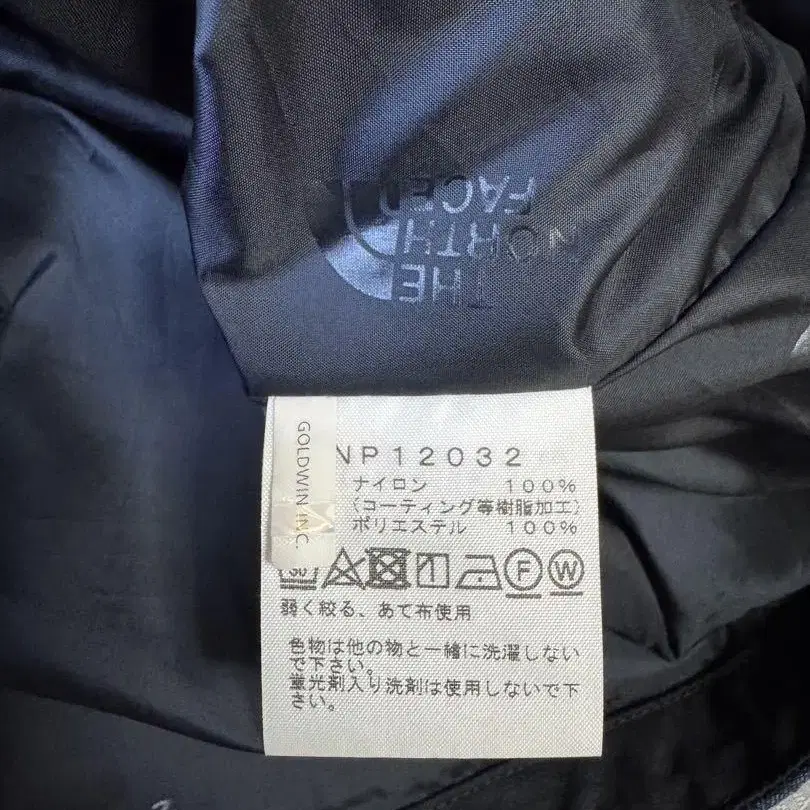 THE
NORTH
FACE
GOLDWIN INC.
NP12032
ナイロン 100%
(コーティング等樹脂加工)
ポリエステル 100%
30
F W
弱く絞る、あて布使用
色物は他の物と一緒に洗濯しない
で下さい。
蛍光剤入り洗剤は使用しないで下
さい。